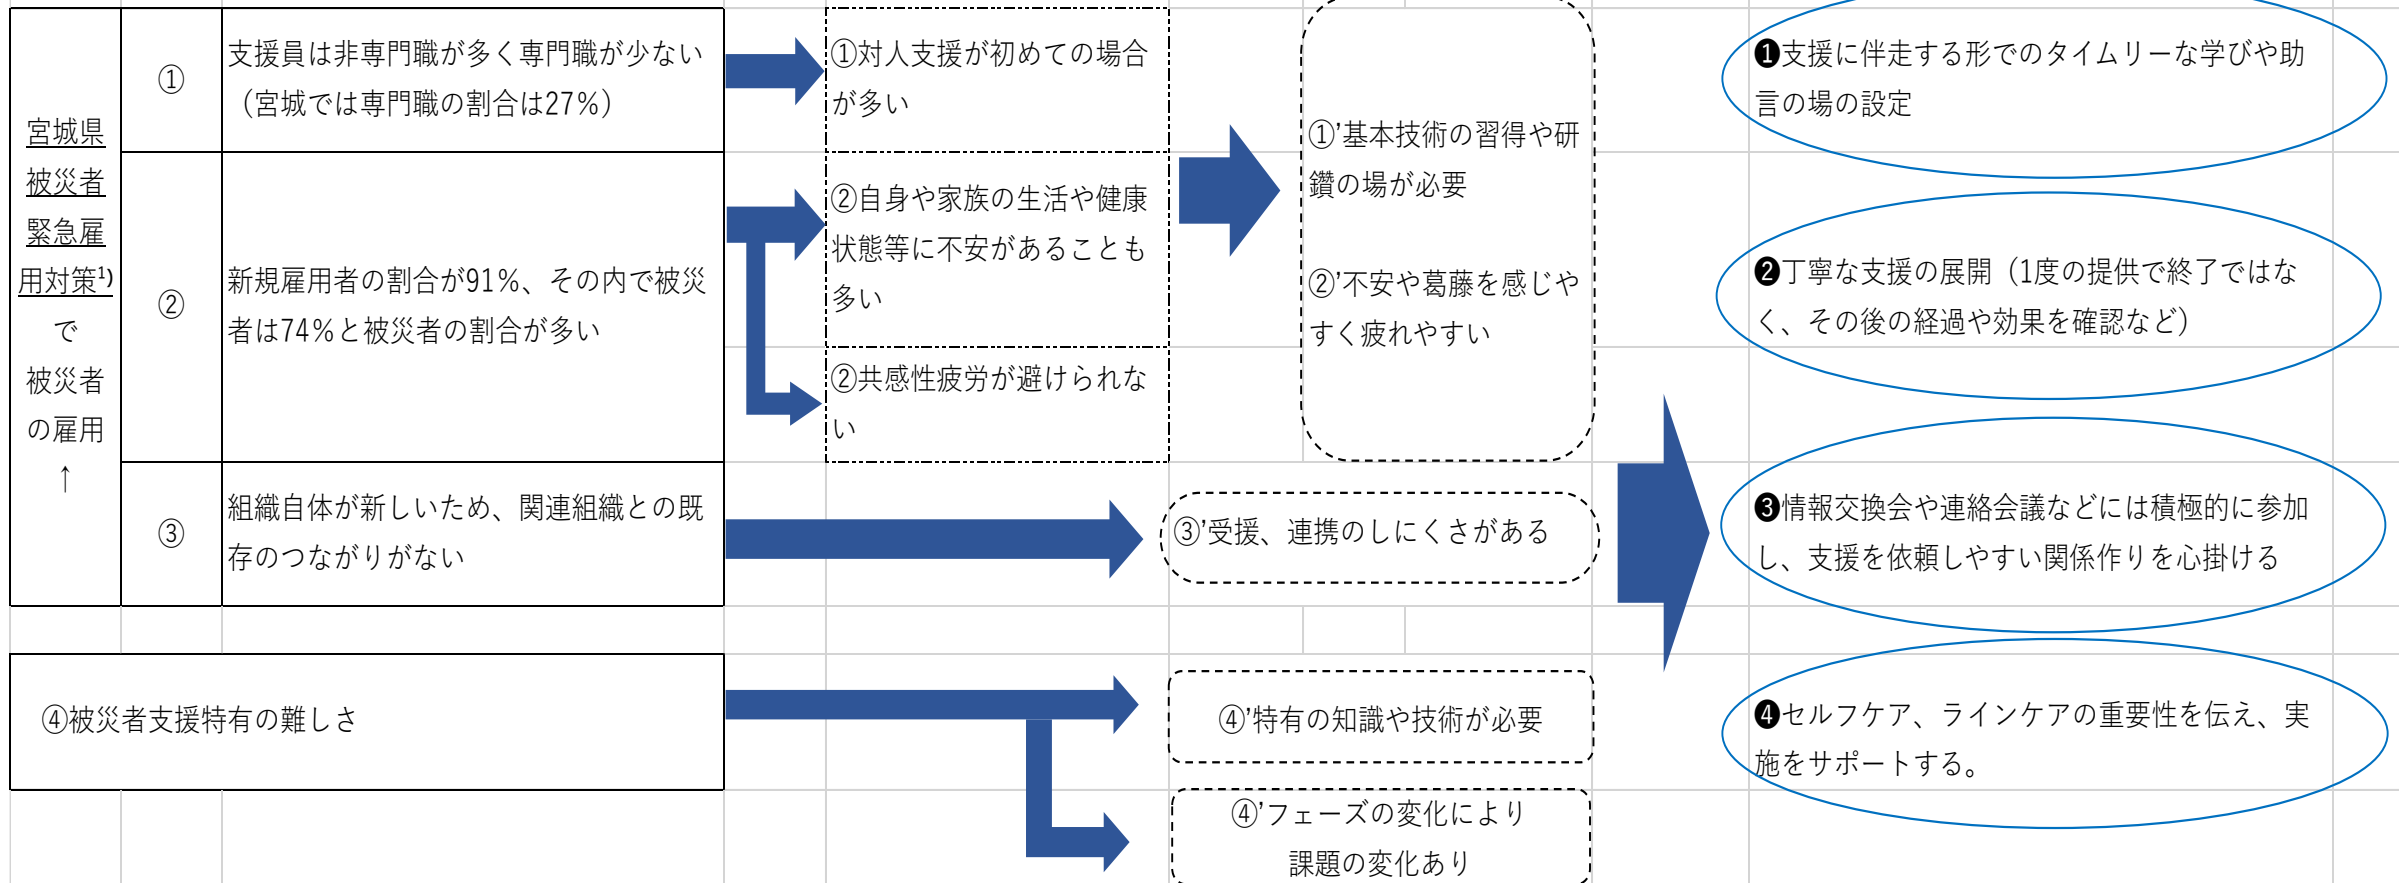 宮城県
被災者
緊急雇
用対策¹⁾
で
被災者
の雇用
↑
①
支援員は非専門職が多く専門職が少ない
（宮城では専門職の割合は27％）
①対人支援が初めての場合
が多い
②
新規雇用者の割合が91％、その内で被災
者は74％と被災者の割合が多い
②自身や家族の生活や健康
状態等に不安があることも
多い
②共感性疲労が避けられな
い
①’基本技術の習得や研
鑽の場が必要
②’不安や葛藤を感じや
すく疲れやすい
③
組織自体が新しいため、関連組織との既
存のつながりがない
③’受援、連携のしにくさがある
④被災者支援特有の難しさ
④’特有の知識や技術が必要
④’フェーズの変化により
課題の変化あり
❶支援に伴走する形でのタイムリーな学びや助
言の場の設定
❷丁寧な支援の展開（1度の提供で終了ではな
く、その後の経過や効果を確認など）
❸情報交換会や連絡会議などには積極的に参加
し、支援を依頼しやすい関係作りを心掛ける
❹セルフケア、ラインケアの重要性を伝え、実
施をサポートする。